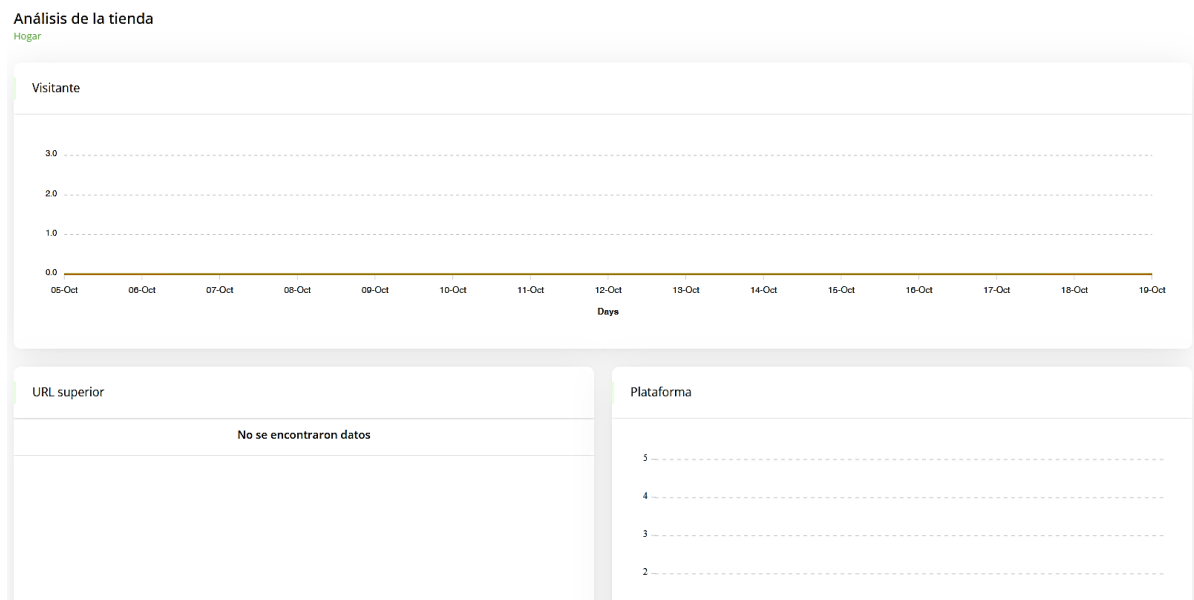 Análisis de la tienda
Hogar
Visitante
3.0
2.0
1.0
0.0
05-Oct 06-Oct 07-Oct 08-Oct 09-Oct 10-Oct 11-Oct 12-Oct 13-Oct 14-Oct 15-Oct 16-Oct 17-Oct 18-Oct 19-Oct
Days
URL superior
No se encontraron datos
Plataforma
5
4
3
2